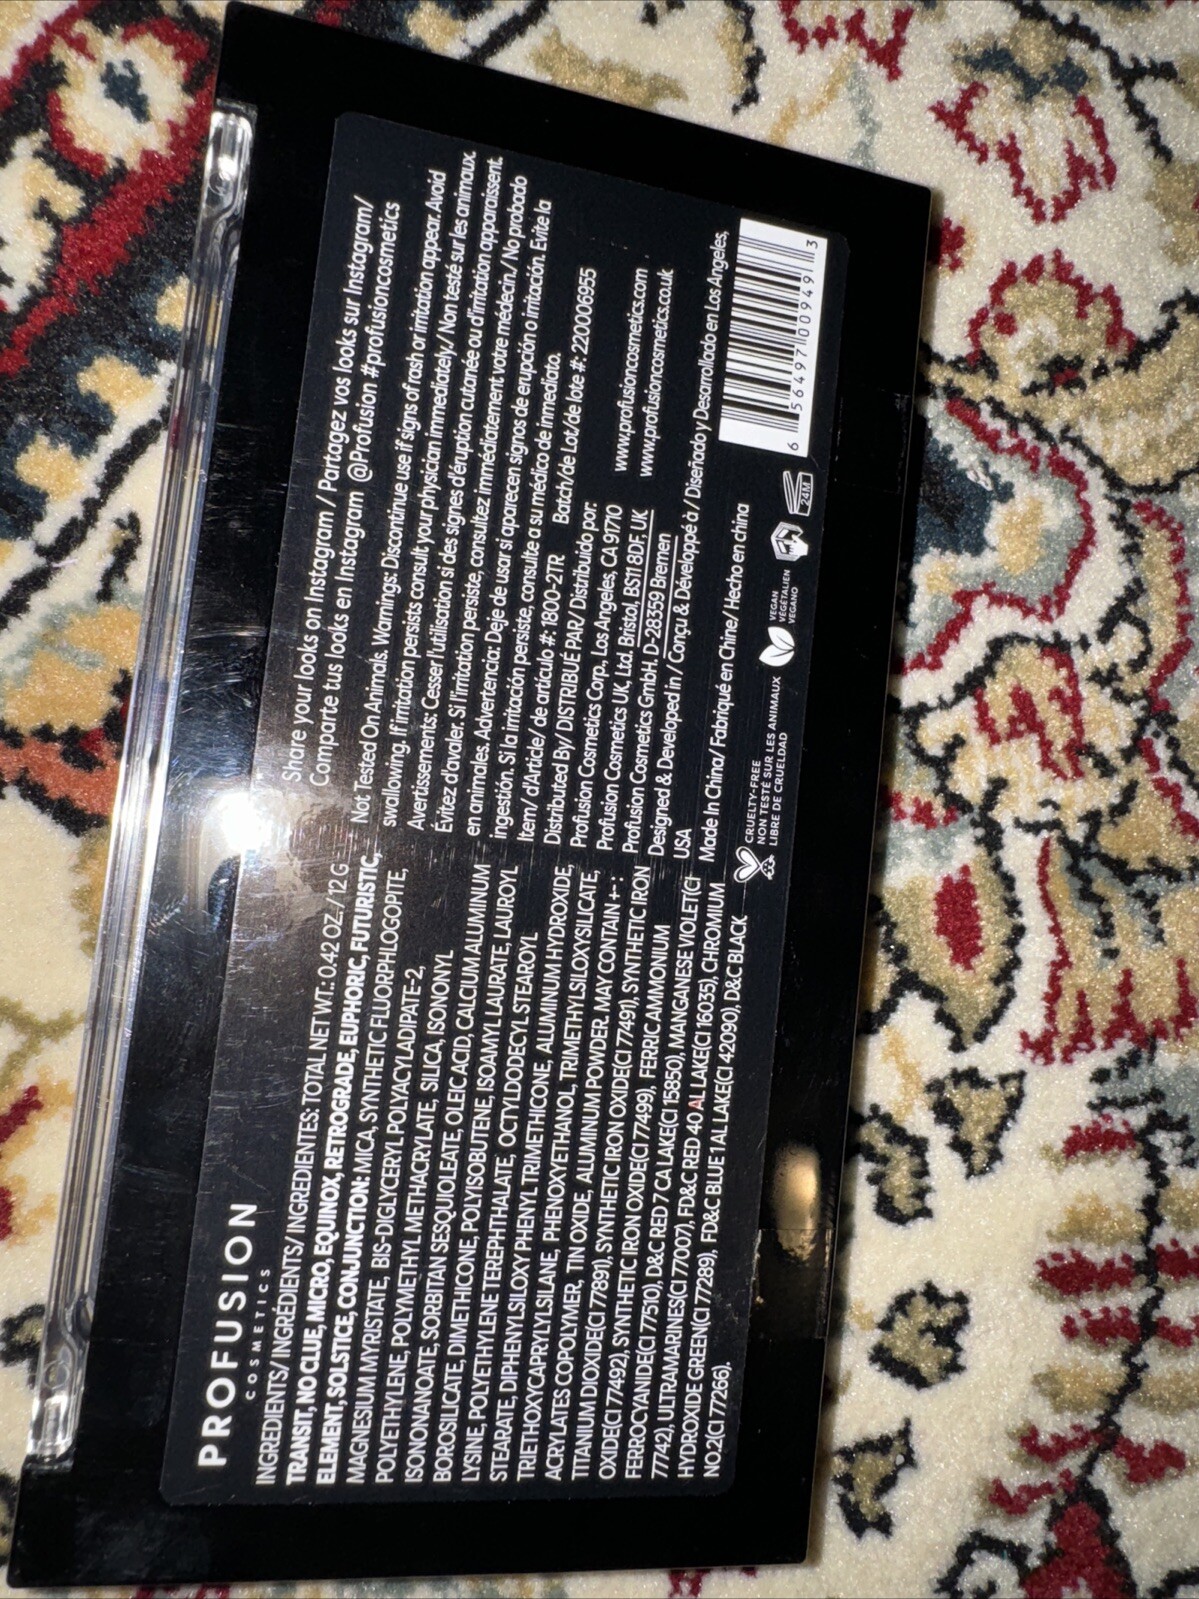 PROFUSION
COSMETICS
INGREDIENTS/ INGRÉDIENTS/ INGREDIENTES: TOTAL NET WT.: 0.42 OZ./ 12 G
TRANSIT, NO CLUE, MICRO, EQUINOX, RETROGRADE, EUPHORIC, FUTURISTIC,
ELEMENT, SOLSTICE, CONJUNCTION: MICA, SYNTHETIC FLUORPHLOGOPITE,
MAGNESIUM MYRISTATE, BIS-DIGLYCERYL POLYACYLADIPATE-2,
POLYETHYLENE, POLYMETHYL METHACRYLATE, SILICA, ISONONYL
ISONONANOATE, SORBITAN SESQUIOLEATE, OLEIC ACID, CALCIUM ALUMINUM
BOROSILICATE, DIMETHICONE, POLYISOBUTENE, ISOAMYL LAURATE, LAUROYL
LYSINE, POLYETHYLENE TEREPHTHALATE, OCTYLDODECYL STEAROYL
STEARATE, DIPHENYLSILOXY PHENYL TRIMETHICONE, ALUMINUM HYDROXIDE,
TRIETHOXYCAPRYLYLSILANE, PHENOXYETHANOL, TRIMETHYLSILOXYSILICATE,
ACRYLATES COPOLYMER, TIN OXIDE, ALUMINUM POWDER, MAY CONTAIN +-:
TITANIUM DIOXIDE(CI 77891), SYNTHETIC IRON OXIDE(CI 77491), SYNTHETIC IRON
OXIDE(CI 77492), SYNTHETIC IRON OXIDE(CI 77499), FERRIC AMMONIUM
FERROCYANIDE(CI 77510), D&C RED 7 CA LAKE(CI 15850), MANGANESE VIOLET(CI
77742), ULTRAMARINES(CI 77007), FD&C RED 40 AL LAKE(CI 16035), CHROMIUM
HYDROXIDE GREEN(CI 77289), FD&C BLUE 1 AL LAKE(CI 42090), D&C BLACK
NO.2(CI 77266).
Share your looks on Instagram / Partagez vos looks sur Instagram/
Comparte tus looks en Instagram @Profusion #profusioncosmetics
Not Tested On Animals. Warnings: Discontinue use if signs of rash or irritation appear. Avoid
swallowing. If irritation persists consult your physician immediately./ Non testé sur les animaux.
Avertissements: Cesser l'utilisation si des signes d'éruption cutanée ou d'irritation apparaissent.
Évitez d'avaler. Si l'irritation persiste, consultez immédiatement votre médecin./ No probado
en animales. Advertencia: Deje de usar si aparecen signos de erupción o irritación. Evite la
ingestión. Si la irritación persiste, consulte a su médico de immediato.
Item/ d'Article/ de artículo #: 1800-2TR Batch/de Lot/de lote #: 220006955
Distributed By/ DISTRIBUÉ PAR/ Distribuido por:
Profusion Cosmetics Corp., Los Angeles, CA 91710 www.profusioncosmetics.com
Profusion Cosmetics UK, Ltd. Bristol, BS11 8DF. UK www.profusioncosmetics.co.uk
Profusion Cosmetics GmbH, D-28359 Bremen
Designed & Developed in / Conçu & Développé à / Diseñado y Desarrollado en Los Angeles,
USA
Made In China/ Fabriqué en Chine/ Hecho en china
CRUELTY-FREE
NON TESTÉ SUR LES ANIMAUX
LIBRE DE CRUELDAD
VEGAN
VÉGÉTALIEN
VEGANO
24M
6 56497 00949 3